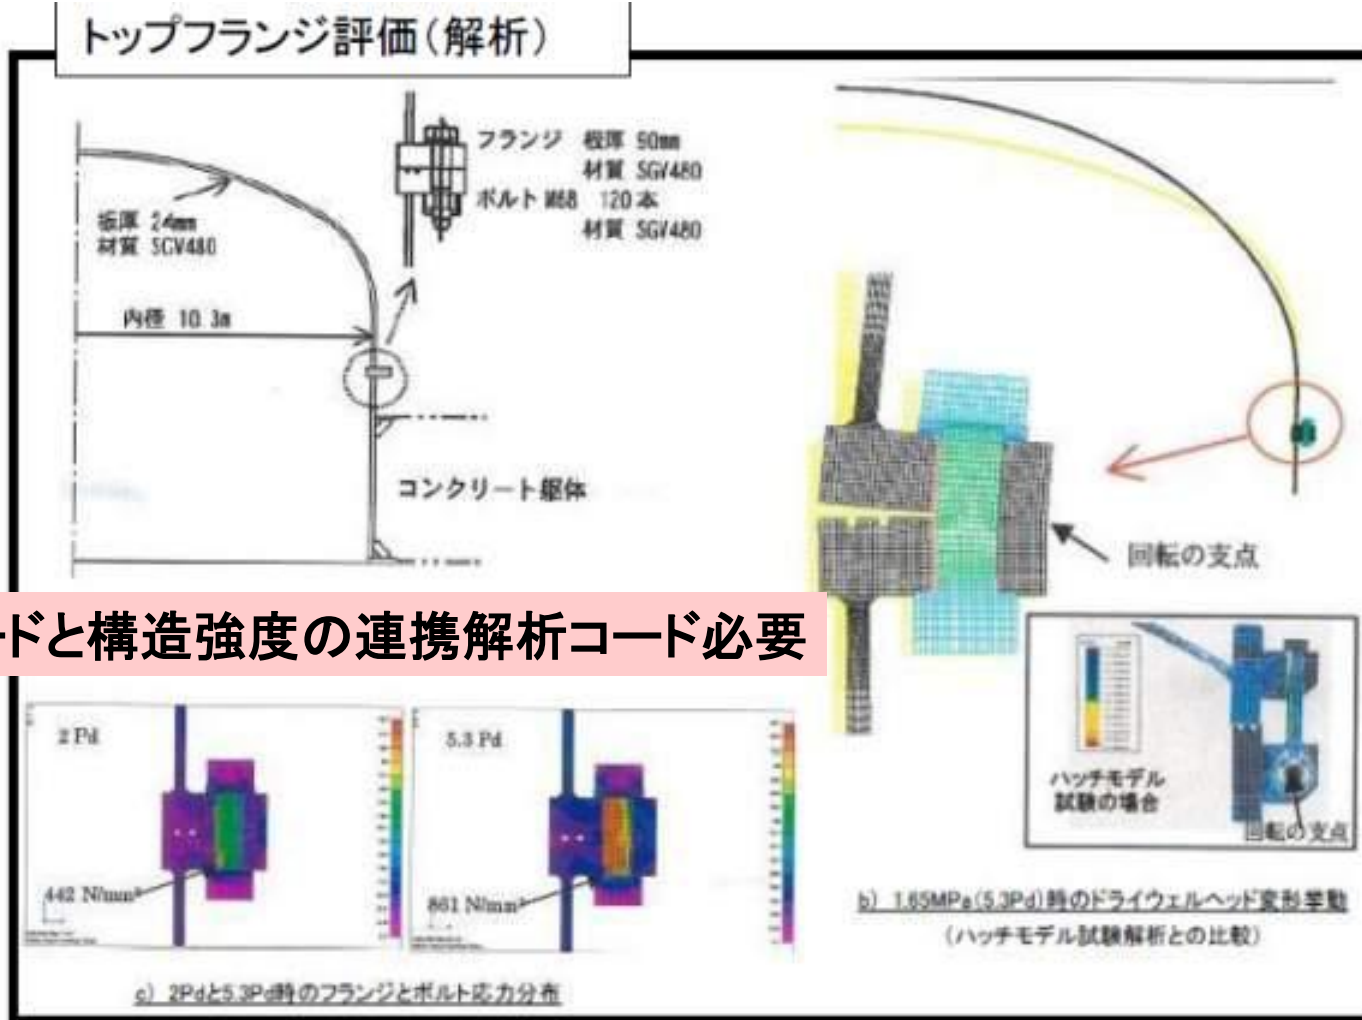 トップフランジ評価(解析)
フランジ 板厚 90mm
材質 SGV480
ボルト M68 120本
材質 SGV480
板厚 24mm
材質 SGV480
内径 10.3m
コンクリート躯体
回転の支点
ードと構造強度の連携解析コード必要
2 Pd
442 N/mm²
5.3 Pd
861 N/mm²
ハッチモデル
試験の場合
回転の支点
b) 1.65MPa(5.3Pd)時のドライウェルヘッド変形挙動
(ハッチモデル試験解析との比較)
c) 2Pdと5.3Pd時のフランジとボルト応力分布